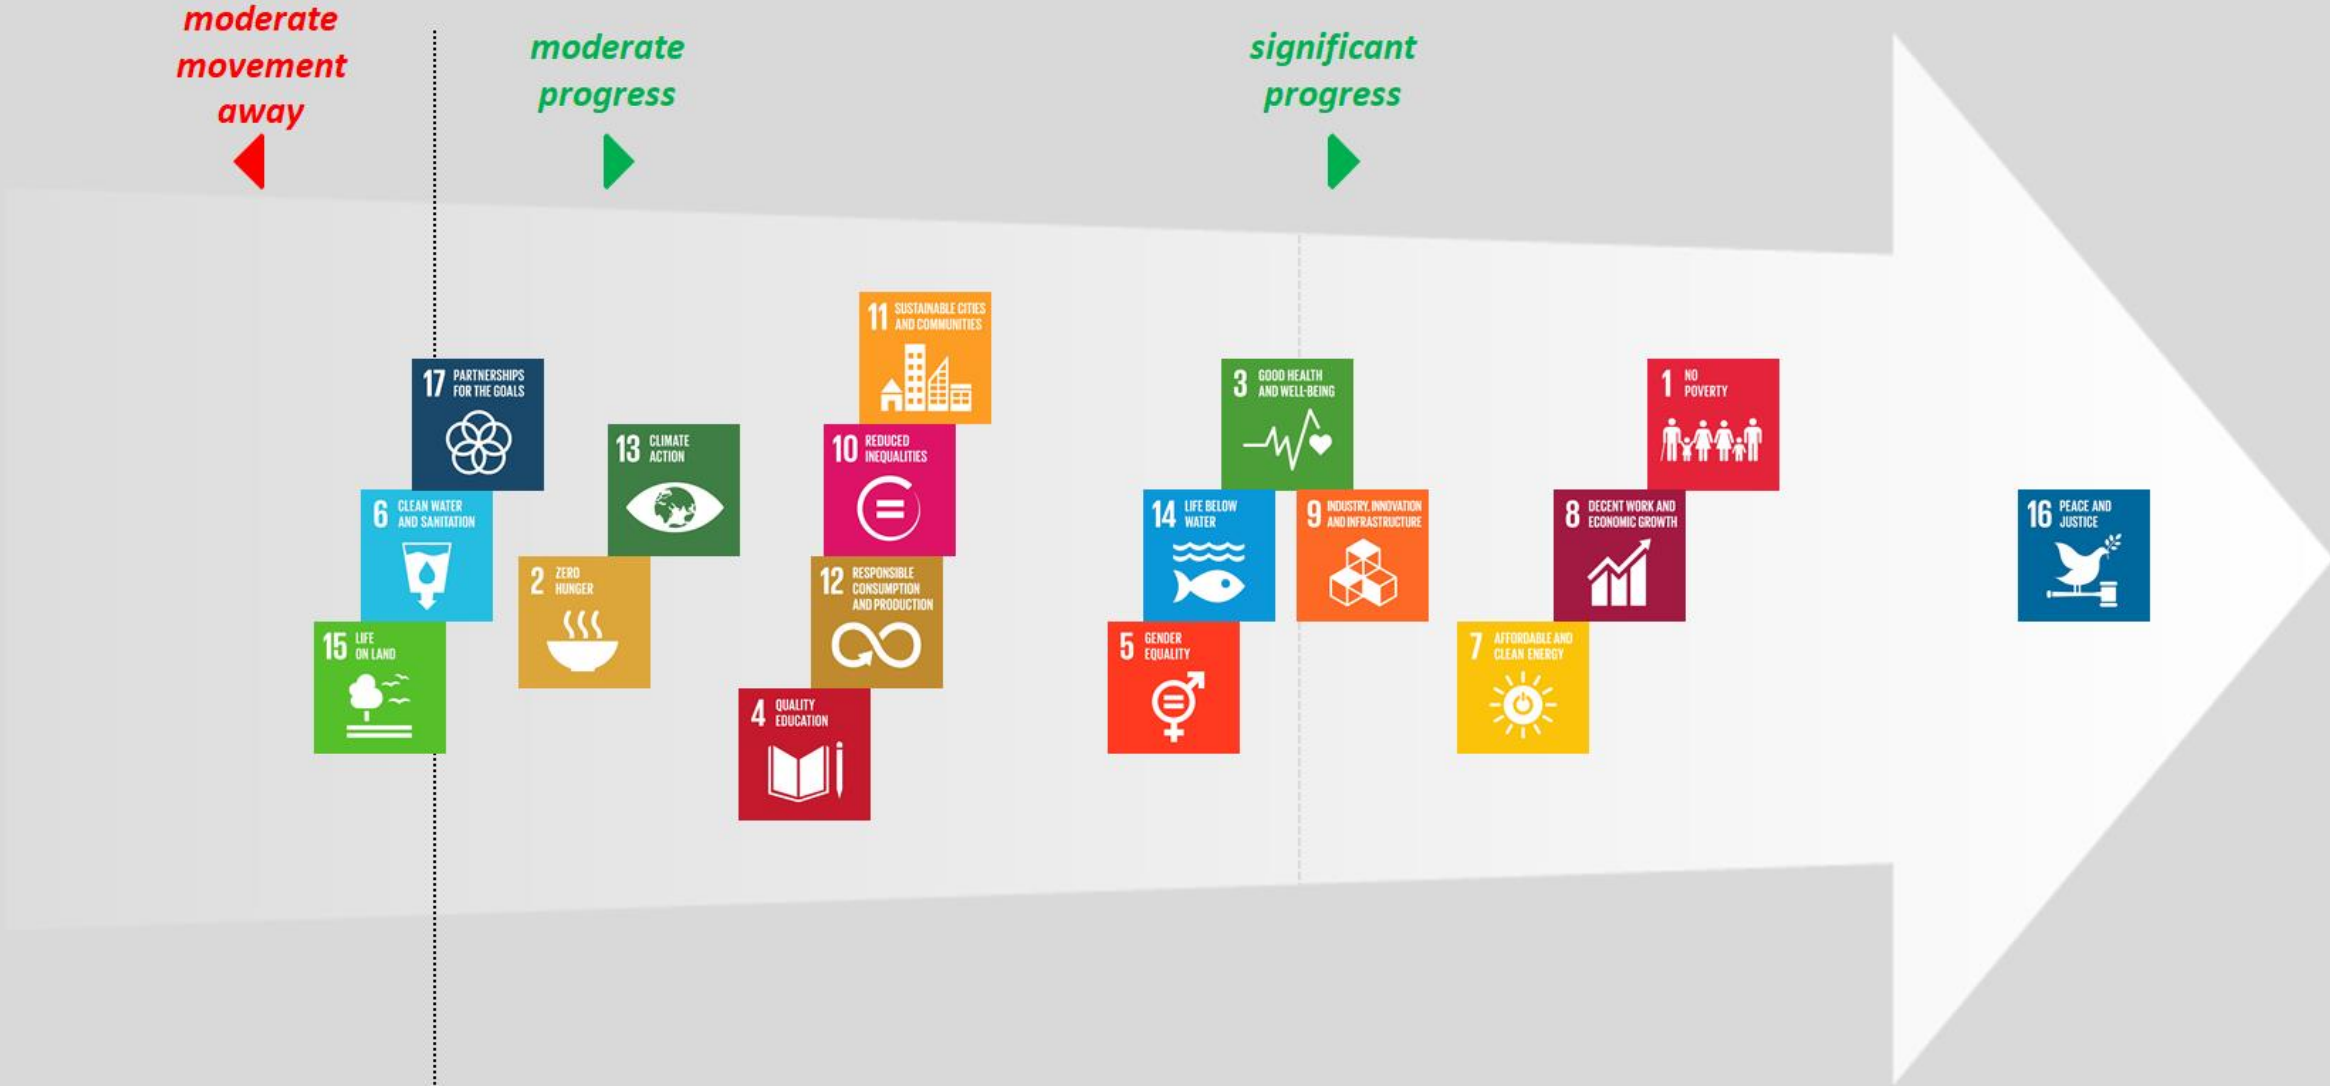 moderate
movement
away
moderate
progress
significant
progress
11 SUSTAINABLE CITIES
AND COMMUNITIES
17 PARTNERSHIPS
FOR THE GOALS
3 GOOD HEALTH
AND WELL-BEING
1 NO
POVERTY
13 CLIMATE
ACTION
10 REDUCED
INEQUALITIES
6 CLEAN WATER
AND SANITATION
14 LIFE BELOW
WATER
9 INDUSTRY, INNOVATION
AND INFRASTRUCTURE
8 DECENT WORK AND
ECONOMIC GROWTH
16 PEACE AND
JUSTICE
2 ZERO
HUNGER
12 RESPONSIBLE
CONSUMPTION
AND PRODUCTION
15 LIFE
ON LAND
5 GENDER
EQUALITY
7 AFFORDABLE AND
CLEAN ENERGY
4 QUALITY
EDUCATION